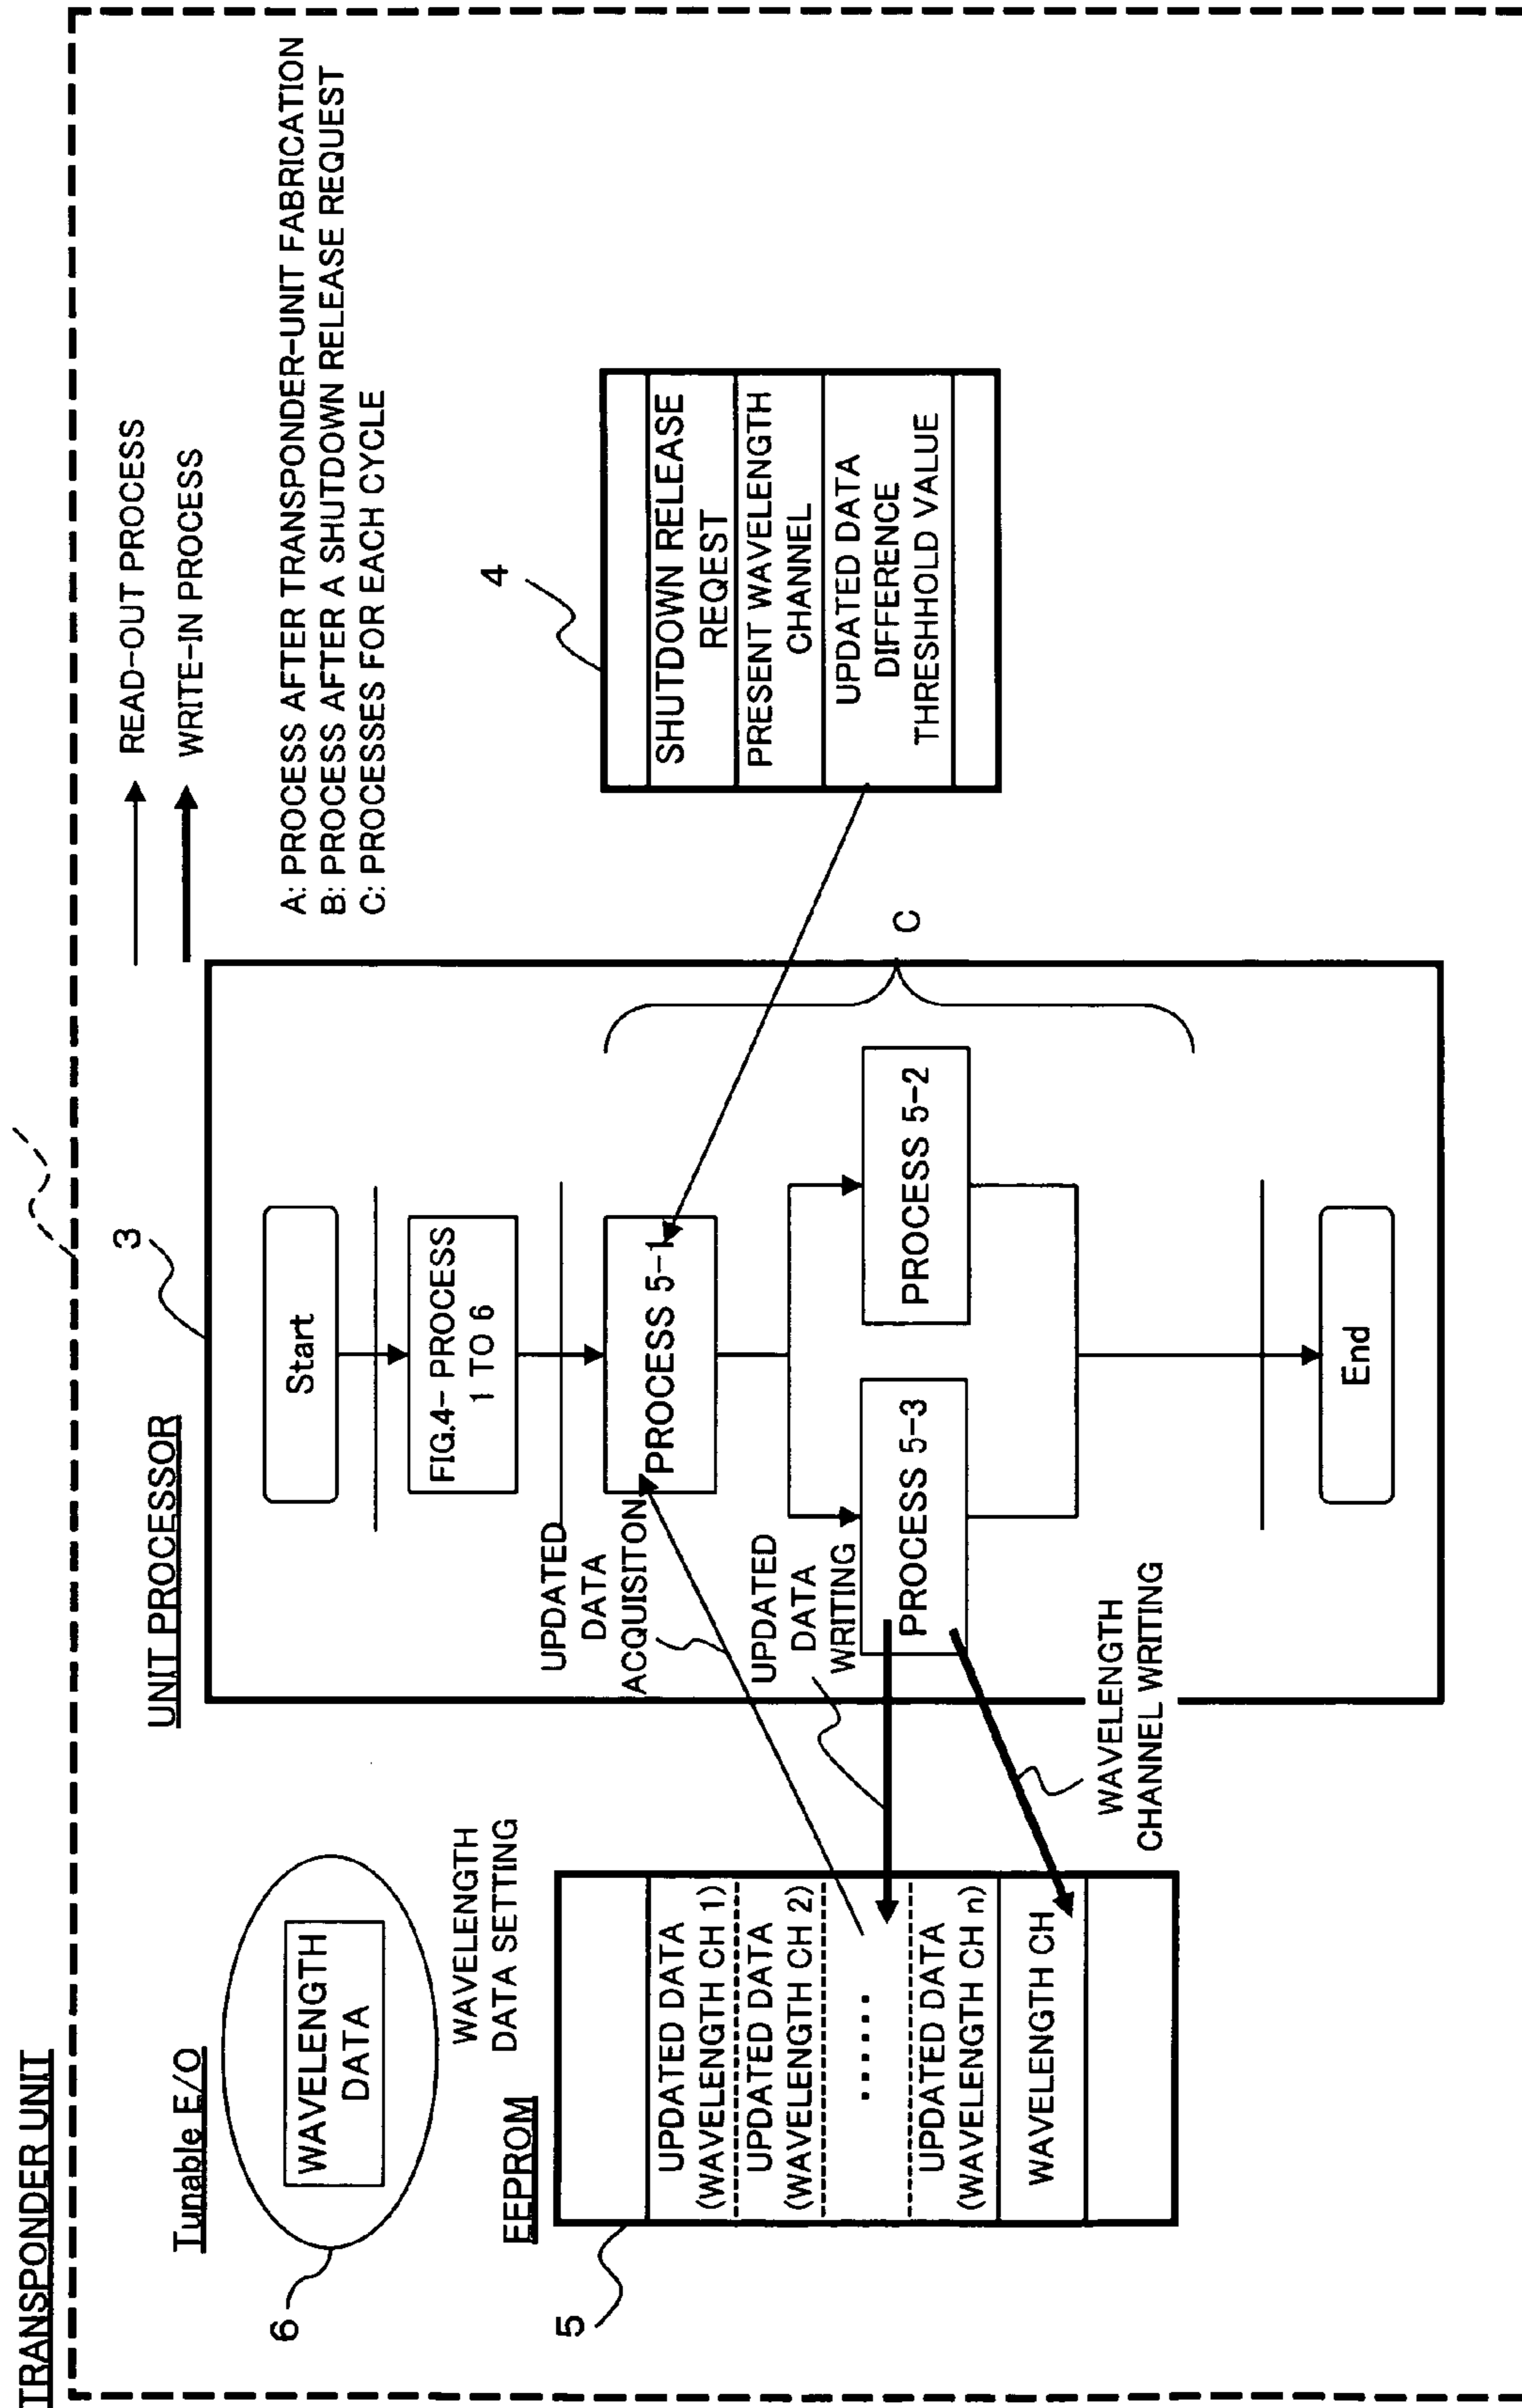 TRANSPONDER UNIT
Tunable E/O
6
WAVELENGTH
DATA
WAVELENGTH
DATA SETTING
EEPROM
5
UPDATED DATA
(WAVELENGTH CH 1)
UPDATED DATA
(WAVELENGTH CH 2)
......
UPDATED DATA
(WAVELENGTH CH n)
WAVELENGTH CH
UNIT PROCESSOR
3
Start
FIG.4- PROCESS
1 TO 6
UPDATED
DATA
ACQUISITON
PROCESS 5-1
UPDATED
DATA
WRITING
PROCESS 5-3
PROCESS 5-2
WAVELENGTH
CHANNEL WRITING
End
C
READ-OUT PROCESS
WRITE-IN PROCESS
A: PROCESS AFTER TRANSPONDER-UNIT FABRICATION
B: PROCESS AFTER A SHUTDOWN RELEASE REQUEST
C: PROCESSES FOR EACH CYCLE
4
SHUTDOWN RELEASE
REQEST
PRESENT WAVELENGTH
CHANNEL
UPDATED DATA
DIFFERENCE
THRESHHOLD VALUE